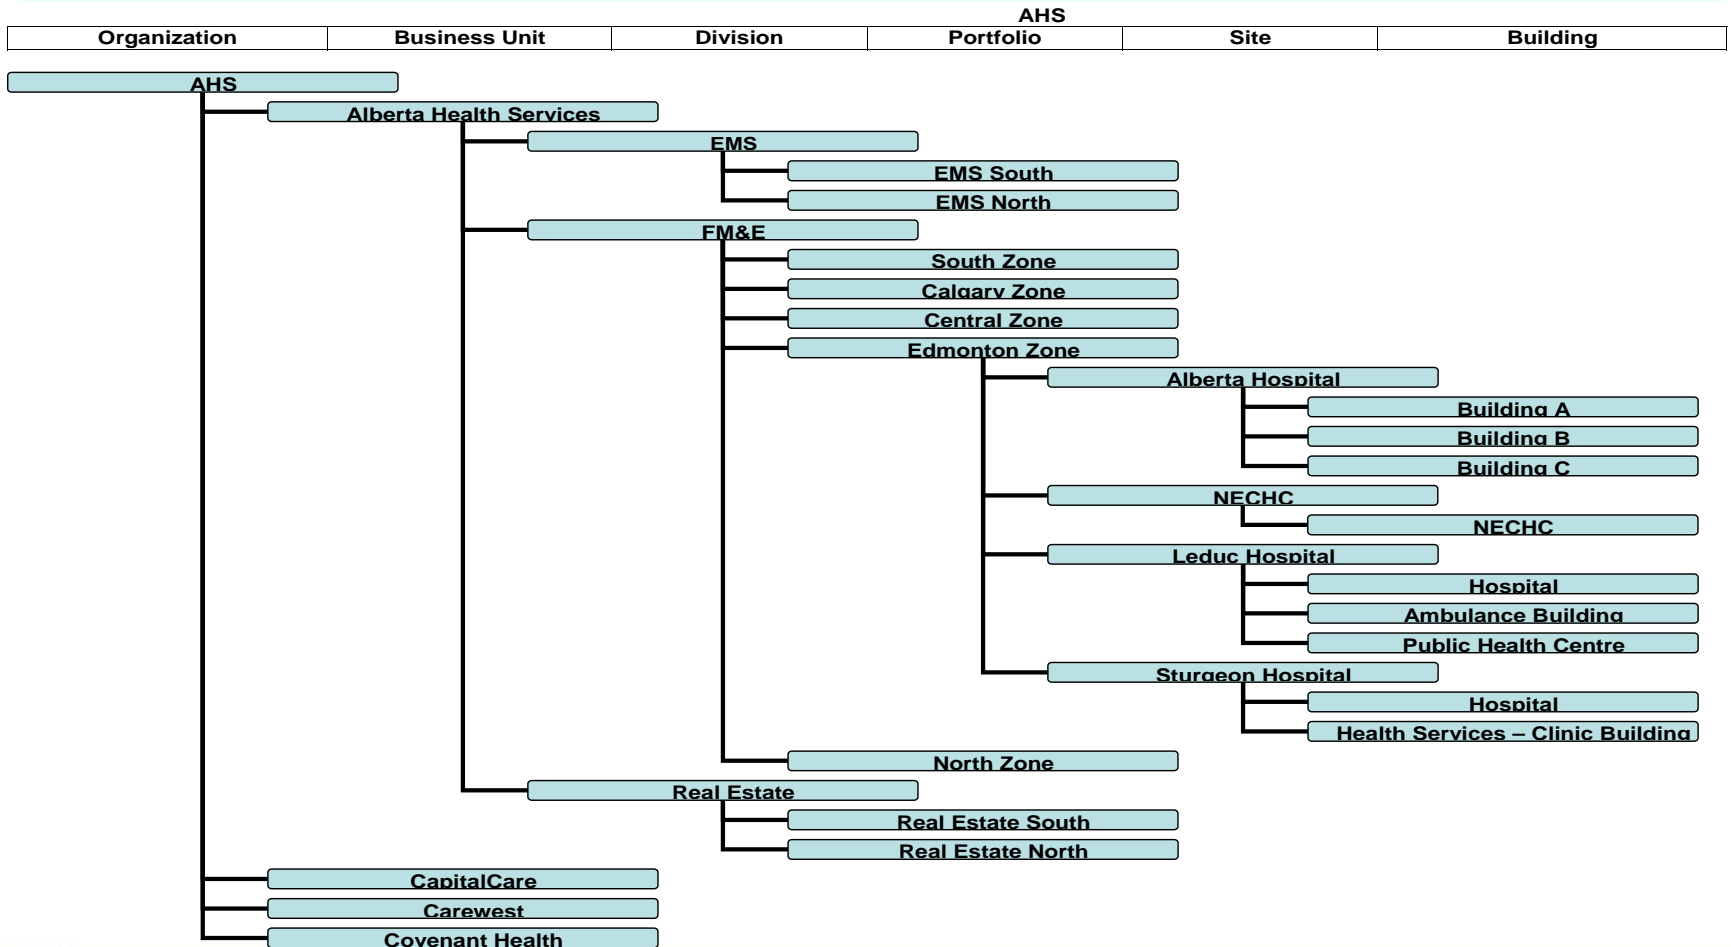 AHS
Organization Business Unit Division Portfolio Site Building
AHS
Alberta Health Services
EMS
EMS South
EMS North
FM&E
South Zone
Calgary Zone
Central Zone
Edmonton Zone
Alberta Hospital
Building A
Building B
Building C
NECHC
NECHC
Leduc Hospital
Hospital
Ambulance Building
Public Health Centre
Sturgeon Hospital
Hospital
Health Services – Clinic Building
North Zone
Real Estate
Real Estate South
Real Estate North
CapitalCare
Carewest
Covenant Health